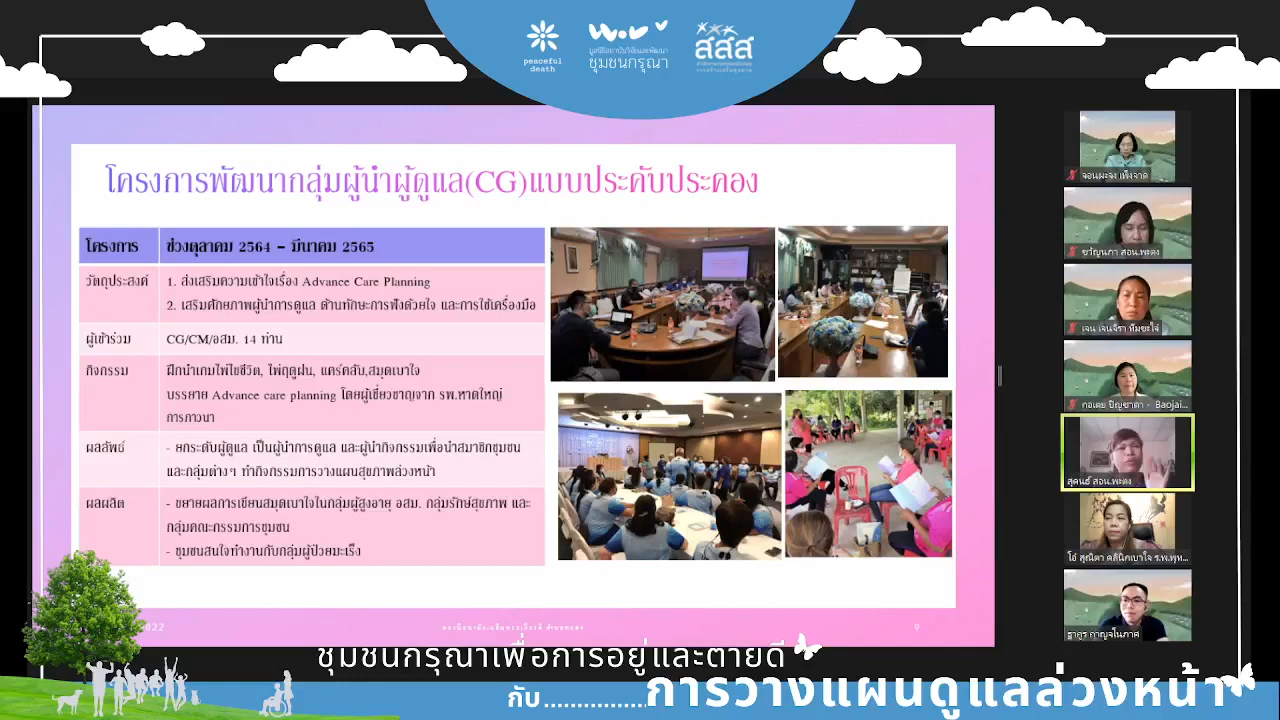 peaceful
death
มูลนิธิสถาบันวิจัยและพัฒนา
ชุมชนกรุณา
สสส
โครงการพัฒนากลุ่มผู้นำผู้ดูแล(CG)แบบประคับประคอง
โครงการ
ช่วงตุลาคม 2564 – มีนาคม 2565
วัตถุประสงค์
1. ส่งเสริมความเข้าใจเรื่อง Advance Care Planning
2. เสริมศักยภาพผู้นำการดูแล ด้านทักษะการฟังด้วยใจ และการใช้เครื่องมือ
ผู้เข้าร่วม
CG/CM/อสม. 14 ท่าน
กิจกรรม
ฝึกนำเกมไพ่ไขชีวิต, ไพ่ฤดูฝน, แคร์คลับ,สมุดเบาใจ
บรรยาย Advance care planning โดยผู้เชี่ยวชาญจาก รพ.หาดใหญ่
การภาวนา
ผลลัพธ์
- ยกระดับผู้ดูแล เป็นผู้นำการดูแล และผู้นำกิจกรรมเพื่อนำสมาชิกชุมชน
และกลุ่มต่างๆ ทำกิจกรรมการวางแผนสุขภาพล่วงหน้า
ผลผลิต
- ขยายผลการเขียนสมุดเบาใจในกลุ่มผู้สูงอายุ อสม. กลุ่มรักษ์สุขภาพ และ
กลุ่มคณะกรรมการชุมชน
- ชุมชนสนใจทำงานกับกลุ่มผู้ป่วยมะเร็ง
022
9
จอนผะจง เพ็งจาด
ขวัญนภา สอน.พะตง
เจน เจนจีรา ทิมขะไจ๋
กอเตย ปิญชาดา - Baojai...
สุคนธ์ สอน.พะตง
โอ๋ สุณิตา คลินิกเบาใจ ร.พ.พุท...
ฐากูร กาญจโนภาศ
ชุมชนกรุณาเพื่อการอยู่และตายดี
กับ...............การวางแผนดูแลล่วงหน้า